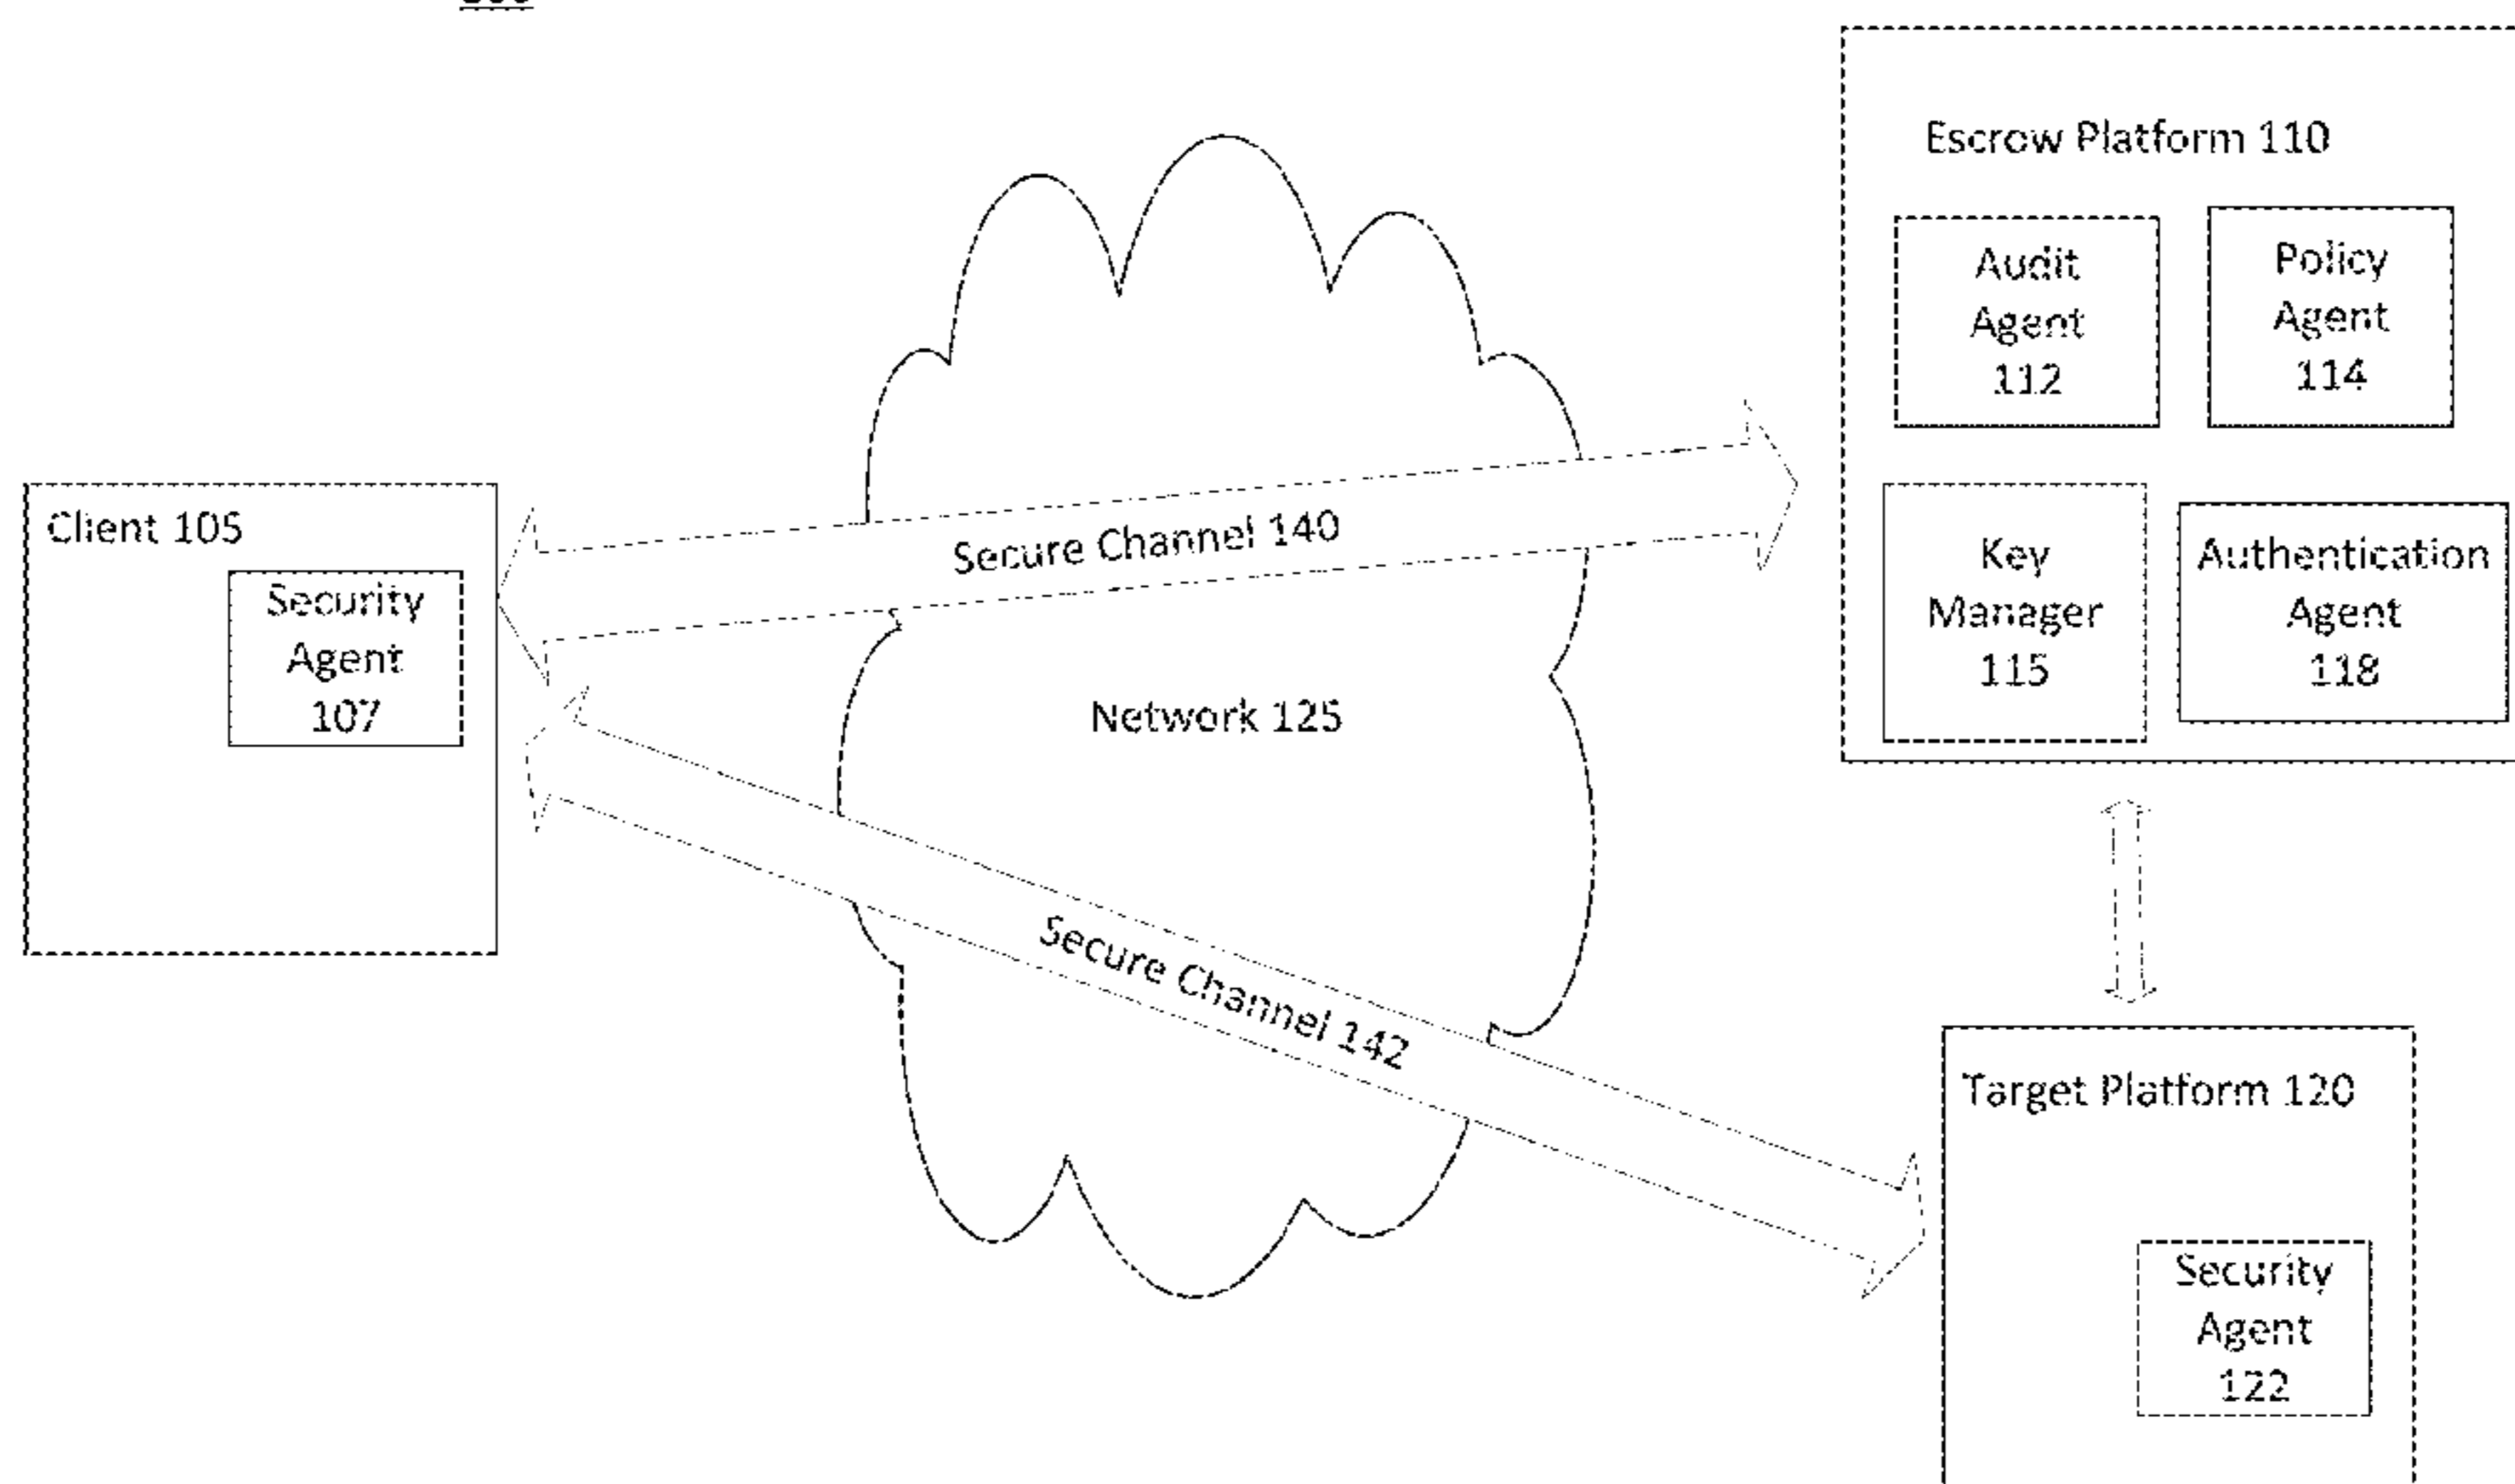 Escrow Platform 110
Audit
Agent
112
Policy
Agent
114
Key
Manager
115
Authentication
Agent
118
Client 105
Security
Agent
107
Secure Channel 140
Network 125
Secure Channel 142
Target Platform 120
Security
Agent
122